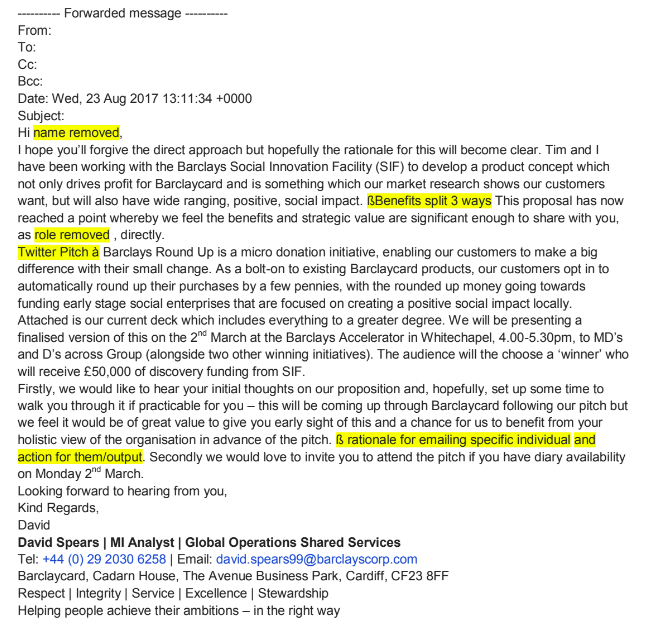 ---------- Forwarded message ----------
From:
To:
Cc:
Bcc:
Date: Wed, 23 Aug 2017 13:11:34 +0000
Subject:
Hi name removed,
I hope you'll forgive the direct approach but hopefully the rationale for this will become clear. Tim and I
have been working with the Barclays Social Innovation Facility (SIF) to develop a product concept which
not only drives profit for Barclaycard and is something which our market research shows our customers
want, but will also have wide ranging, positive, social impact. ßBenefits split 3 ways This proposal has now
reached a point whereby we feel the benefits and strategic value are significant enough to share with you,
as role removed , directly.
Twitter Pitch à Barclays Round Up is a micro donation initiative, enabling our customers to make a big
difference with their small change. As a bolt-on to existing Barclaycard products, our customers opt in to
automatically round up their purchases by a few pennies, with the rounded up money going towards
funding early stage social enterprises that are focused on creating a positive social impact locally.
Attached is our current deck which includes everything to a greater degree. We will be presenting a
finalised version of this on the 2nd March at the Barclays Accelerator in Whitechapel, 4.00-5.30pm, to MD's
and D's across Group (alongside two other winning initiatives). The audience will the choose a 'winner' who
will receive £50,000 of discovery funding from SIF.
Firstly, we would like to hear your initial thoughts on our proposition and, hopefully, set up some time to
walk you through it if practicable for you – this will be coming up through Barclaycard following our pitch but
we feel it would be of great value to give you early sight of this and a chance for us to benefit from your
holistic view of the organisation in advance of the pitch. ß rationale for emailing specific individual and
action for them/output. Secondly we would love to invite you to attend the pitch if you have diary availability
on Monday 2nd March.
Looking forward to hearing from you,
Kind Regards,
David
David Spears | MI Analyst | Global Operations Shared Services
Tel: +44 (0) 29 2030 6258 | Email: david.spears99@barclayscorp.com
Barclaycard, Cadarn House, The Avenue Business Park, Cardiff, CF23 8FF
Respect | Integrity | Service | Excellence | Stewardship
Helping people achieve their ambitions – in the right way